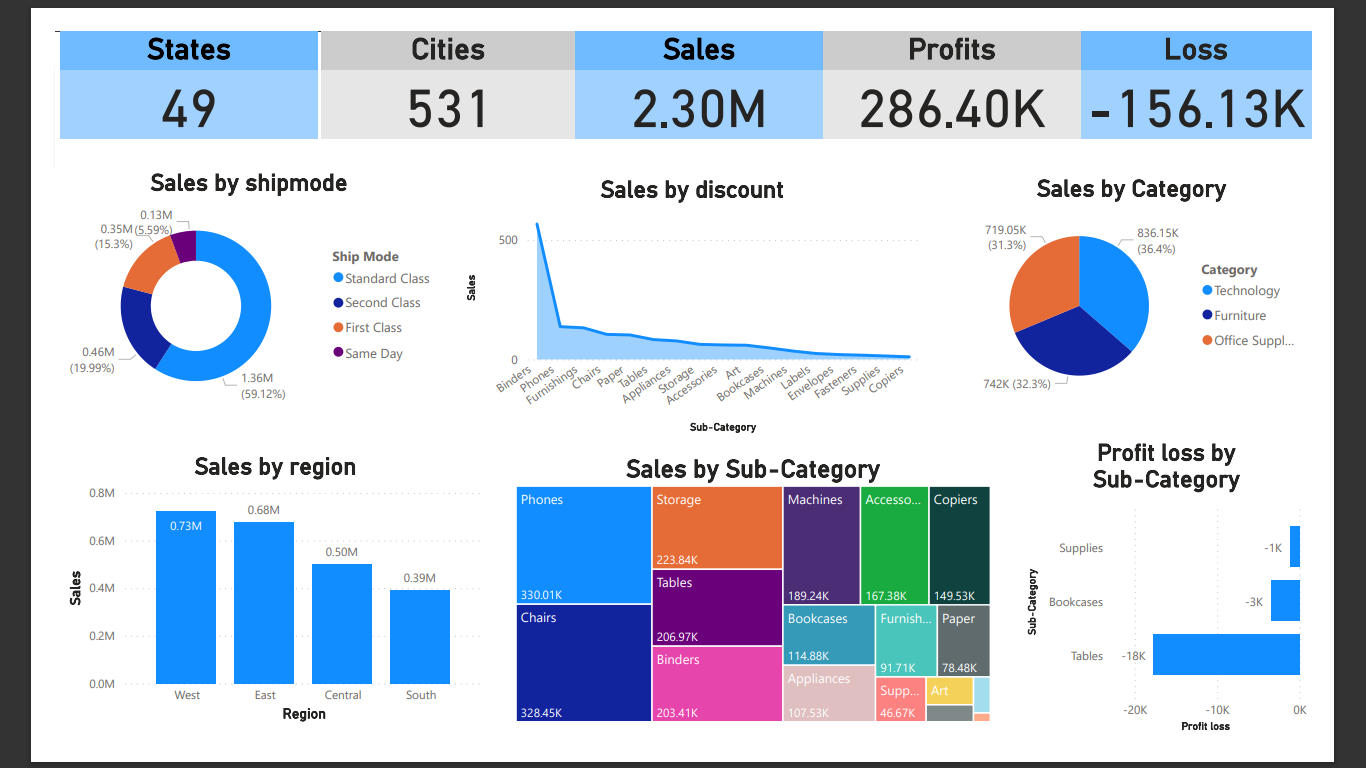 States
49
Cities
531
Sales
2.30M
Profits
286.40K
Loss
-156.13K
Sales by shipmode
0.13M
(5.59%)
0.35M
(15.3%)
0.46M
(19.99%)
1.36M
(59.12%)
Ship Mode
Standard Class
Second Class
First Class
Same Day
Sales by discount
500
0
Sales
Binders
Phones
Furnishings
Chairs
Paper
Tables
Appliances
Storage
Accessories
Art
Bookcases
Machines
Labels
Envelopes
Fasteners
Supplies
Copiers
Sub-Category
Sales by Category
719.05K
(31.3%)
836.15K
(36.4%)
742K (32.3%)
Category
Technology
Furniture
Office Suppl...
Sales by region
0.8M
0.6M
0.4M
0.2M
0.0M
Sales
0.73M
0.68M
0.50M
0.39M
West
East
Central
South
Region
Sales by Sub-Category
Phones
330.01K
Chairs
328.45K
Storage
223.84K
Tables
206.97K
Binders
203.41K
Machines
189.24K
Accesso...
167.38K
Copiers
149.53K
Bookcases
114.88K
Furnish...
91.71K
Paper
78.48K
Appliances
107.53K
Supp...
46.67K
Art
Profit loss by
Sub-Category
Sub-Category
Supplies
-1K
Bookcases
-3K
Tables
-18K
-20K
-10K
0K
Profit loss